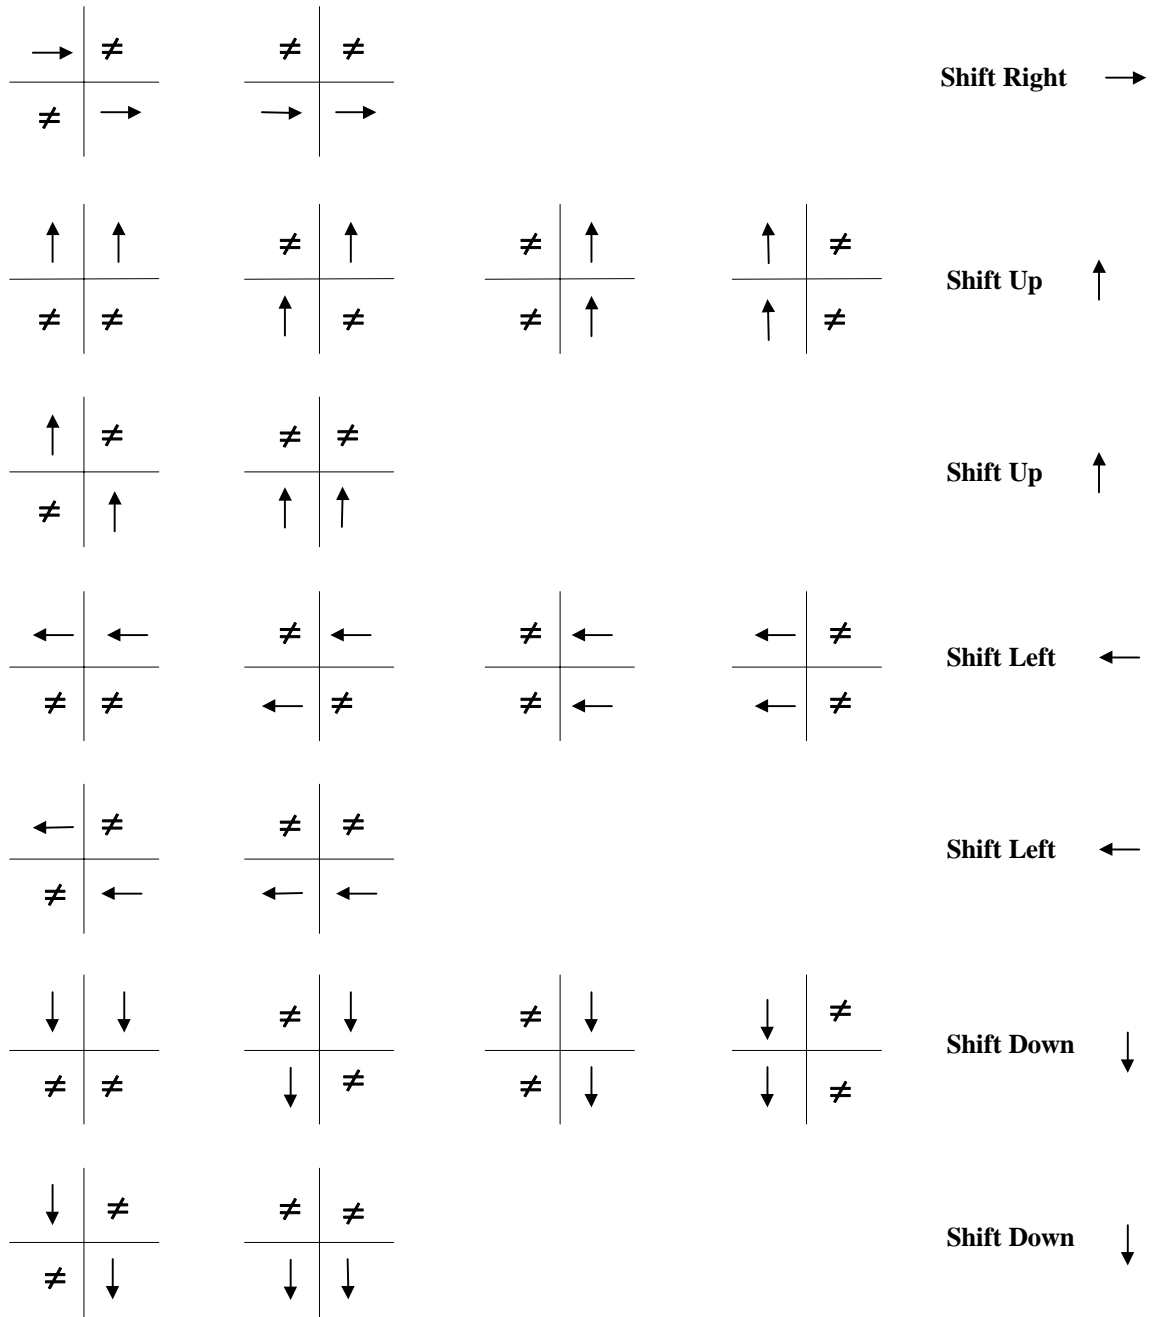 → ≠ ≠ ≠ Shift Right →
≠ → → →
↑ ↑ ≠ ↑ ≠ ↑ ↑ ≠ Shift Up ↑
≠ ≠ ↑ ≠ ≠ ↑ ↑ ≠
↑ ≠ ≠ ≠ Shift Up ↑
≠ ↑ ↑ ↑
← ← ≠ ← ≠ ← ← ≠ Shift Left ←
≠ ≠ ← ≠ ≠ ← ← ≠
← ≠ ≠ ≠ Shift Left ←
≠ ← ← ←
↓ ↓ ≠ ↓ ≠ ↓ ↓ ≠ Shift Down ↓
≠ ≠ ↓ ≠ ≠ ↓ ↓ ≠
↓ ≠ ≠ ≠ Shift Down ↓
≠ ↓ ↓ ↓